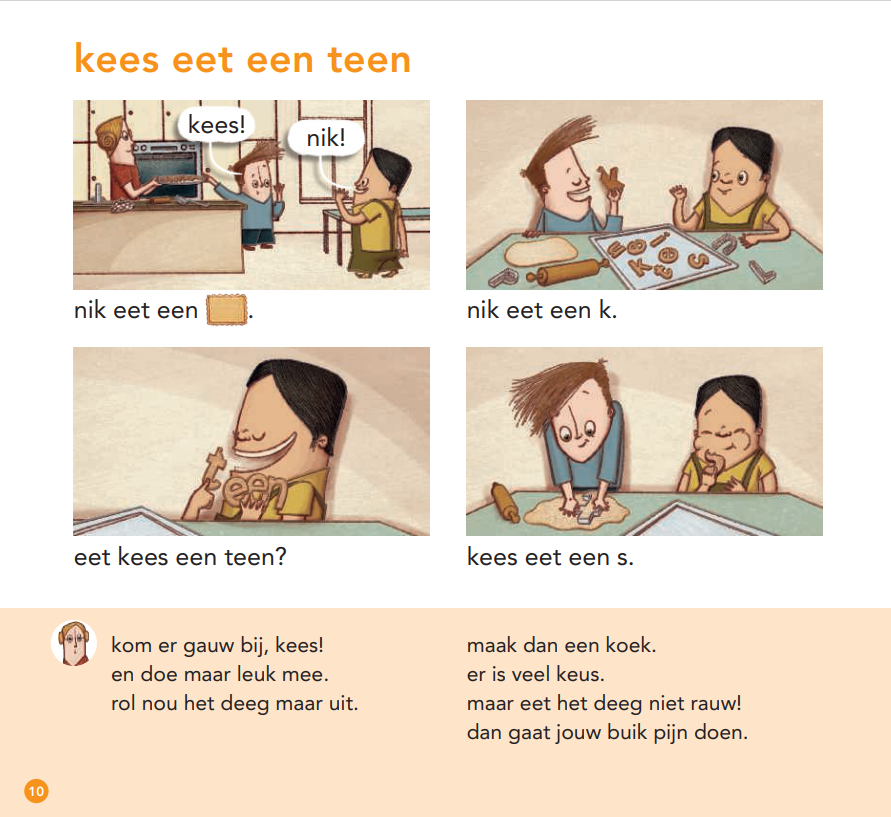 kees eet een teen
kees!
nik!
nik eet een .
nik eet een k.
t
een
eet kees een teen?
kees eet een s.
kom er gauw bij, kees!
en doe maar leuk mee.
rol nou het deeg maar uit.
maak dan een koek.
er is veel keus.
maar eet het deeg niet rauw!
dan gaat jouw buik pijn doen.
10